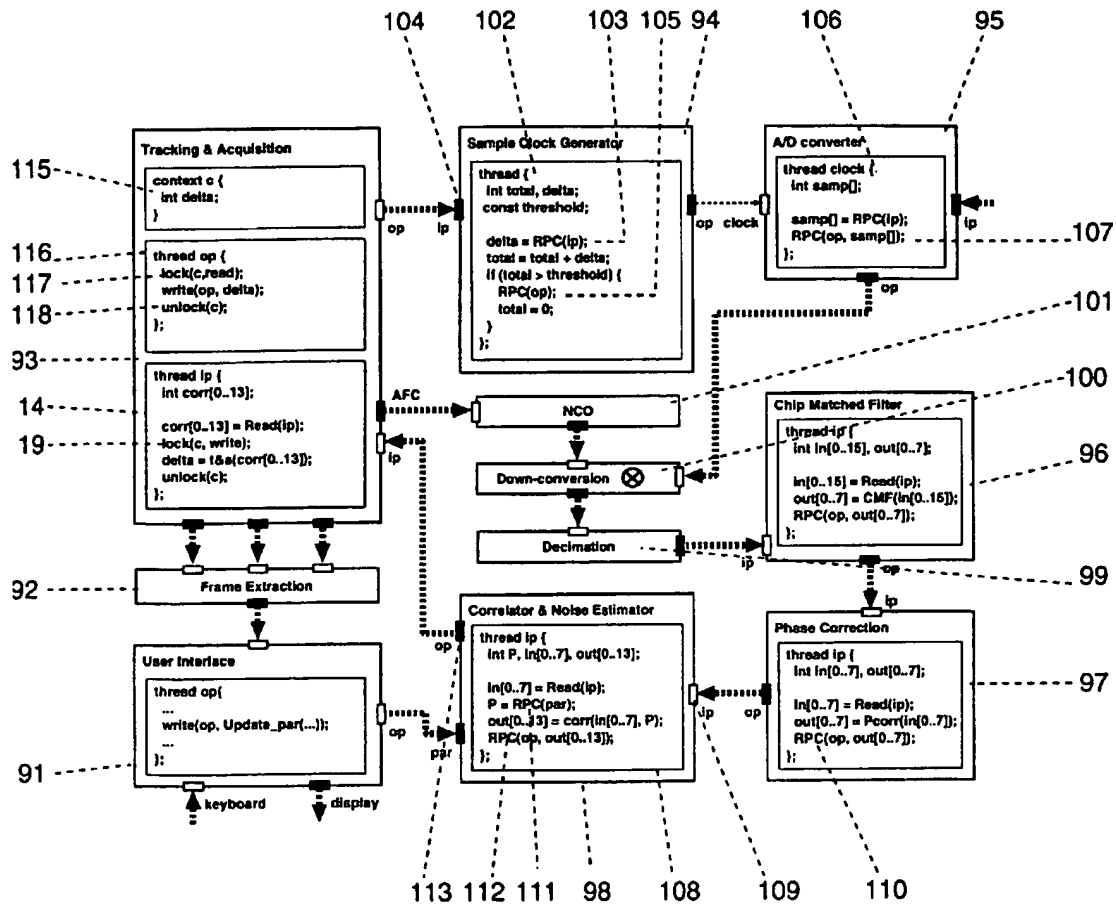 104 102 103 105 94 106 95
Tracking & Acquisition
context c {
int delta;
}
thread op {
lock(c,read);
write(op, delta);
unlock(c);
};
thread ip {
int corr[0..13];
corr[0..13] = Read(ip);
lock(c, write);
delta = t&a(corr[0..13]);
unlock(c);
};
115
116
117
118
93
14
19
op
ip
AFC
ip
Sample Clock Generator
thread {
int total, delta;
const threshold;
delta = RPC(ip);
total = total + delta;
if (total > threshold) {
RPC(op);
total = 0;
}
};
op clock
A/D converter
thread clock {
int samp[];
samp[] = RPC(ip);
RPC(op, samp[]);
};
ip
op
107
101
100
NCO
Down-conversion
Decimation
ip
Chip Matched Filter
thread ip {
int in[0..15], out[0..7];
in[0..15] = Read(ip);
out[0..7] = CMF(in[0..15]);
RPC(op, out[0..7]);
};
96
op
99
ip
92
Frame Extraction
User Interface
thread op{
...
write(op, Update_par(...));
...
};
91
op
par
keyboard
display
Correlator & Noise Estimator
thread ip {
int P, in[0..7], out[0..13];
in[0..7] = Read(ip);
P = RPC(par);
out[0..13] = corr(in[0..7], P);
RPC(op, out[0..13]);
};
op
ip
op
Phase Correction
thread ip {
int in[0..7], out[0..7];
in[0..7] = Read(ip);
out[0..7] = Pcorr(in[0..7]);
RPC(op, out[0..7]);
};
97
113 112 111 98 108 109 110